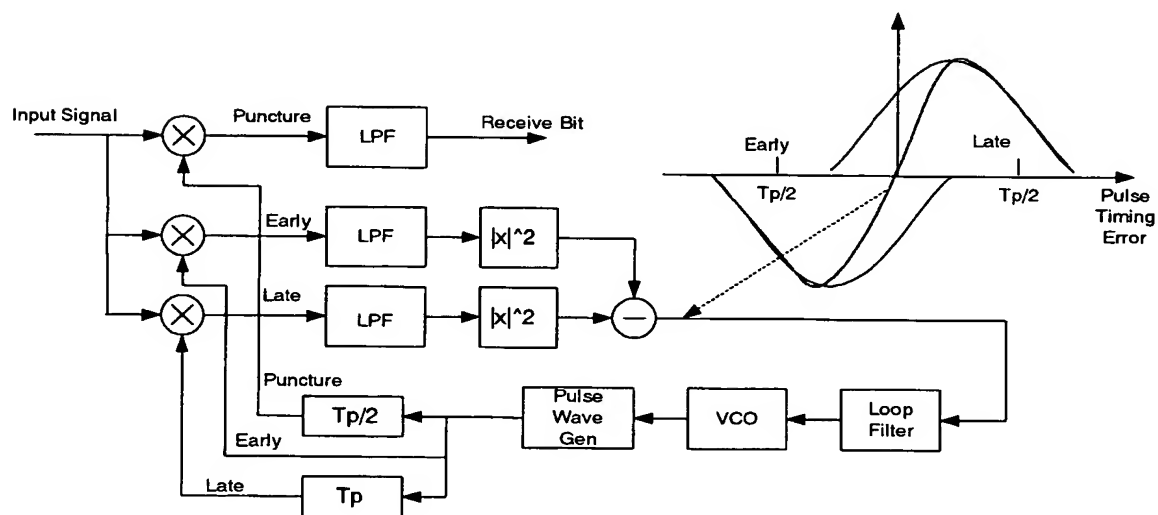 Input Signal
Puncture
LPF
Receive Bit
Early
LPF
|x|^2
Late
LPF
|x|^2
Puncture
Tp/2
Early
Late
Tp
Pulse
Wave
Gen
VCO
Loop
Filter
Early
Tp/2
Late
Tp/2
Pulse
Timing
Error